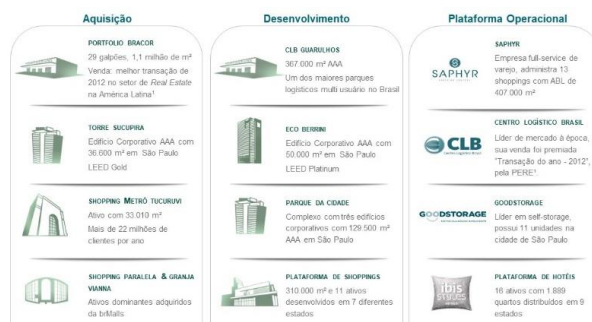 Aquisição
PORTFOLIO BRACOR
29 galpões, 1,1 milhão de m²
Venda: melhor transação de
2012 no setor de Real Estate
na América Latina¹
TORRE SUCUPIRA
Edifício Corporativo AAA com
36.600 m² em São Paulo
LEED Gold
SHOPPING METRÔ TUCURUVI
Ativo com 33.010 m²
Mais de 22 milhões de
clientes por ano
SHOPPING PARALELA & GRANJA
VIANNA
Ativos dominantes adquiridos
da brMalls
Desenvolvimento
CLB GUARULHOS
367.000 m² AAA
Um dos maiores parques
logísticos multi usuário no Brasil
ECO BERRINI
Edifício Corporativo AAA com
50.000 m² em São Paulo
LEED Platinum
PARQUE DA CIDADE
Complexo com três edifícios
corporativos com 129.500 m²
AAA em São Paulo
PLATAFORMA DE SHOPPINGS
310.000 m² e 11 ativos
desenvolvidos em 7 diferentes
estados
Plataforma Operacional
SAPHYR
SAPHYR
Empresa full-service de
varejo, administra 13
shoppings com ABL de
407.000 m²
CLB
CENTRO LOGÍSTICO BRASIL
Líder de mercado à época,
sua venda foi premiada
"Transação do ano - 2012",
pela PERE¹.
GOODSTORAGE
GOODSTORAGE
Líder em self-storage,
possui 11 unidades na
cidade de São Paulo
ibis
styles
PLATAFORMA DE HOTÉIS
16 ativos com 1.889
quartos distribuídos em 9
estados